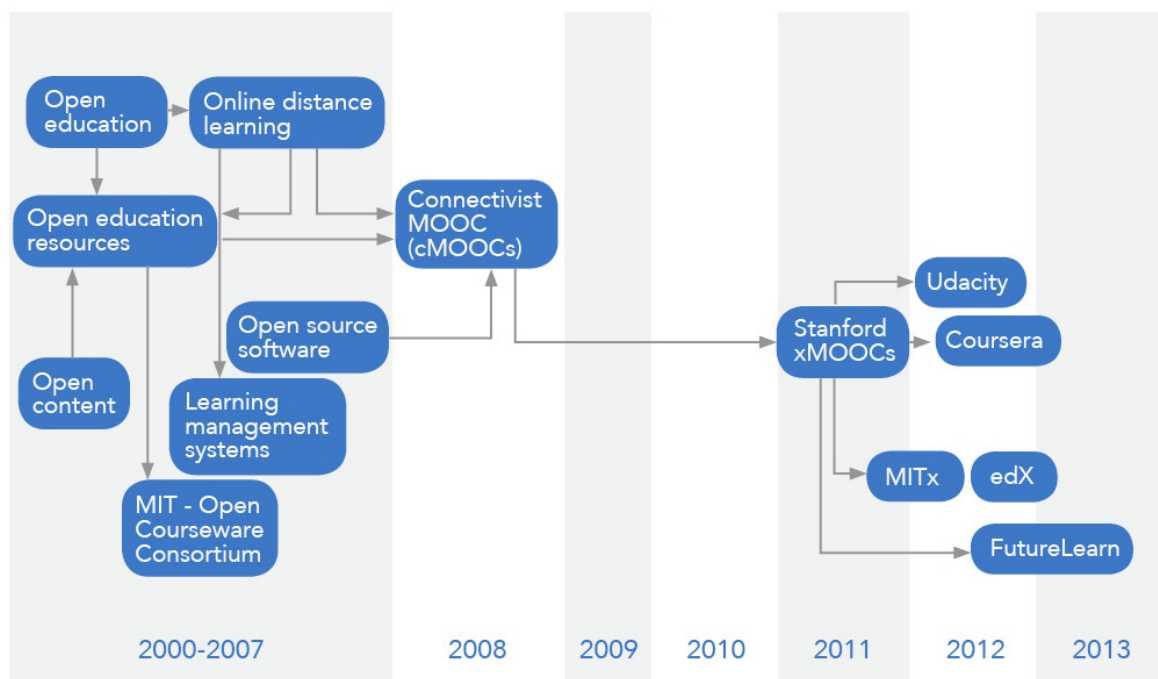 Open
education
Online distance
learning
Open education
resources
Connectivist
MOOC
(cMOOCs)
Udacity
Open source
software
Stanford
xMOOCs
Coursera
Open
content
Learning
management
systems
MITx
edX
MIT - Open
Courseware
Consortium
FutureLearn
2000-2007
2008
2009
2010
2011
2012
2013